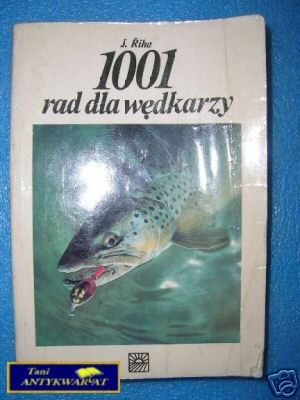 J. Řiha
1001
rad dla wędkarzy
Tani
ANTYKWARIAT